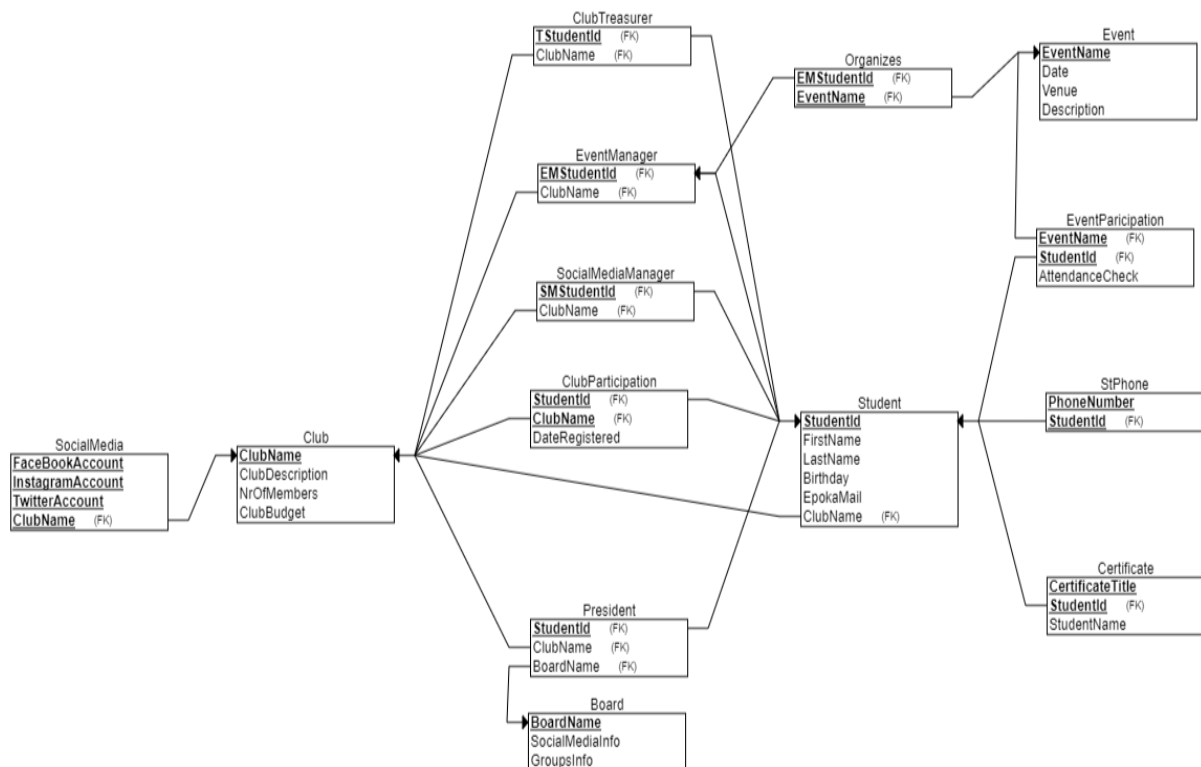 ClubTreasurer
TStudentId (FK)
ClubName (FK)
Event
EventName
Date
Venue
Description
Organizes
EMStudentId (FK)
EventName (FK)
EventManager
EMStudentId (FK)
ClubName (FK)
EventParicipation
EventName (FK)
StudentId (FK)
AttendanceCheck
SocialMediaManager
SMStudentId (FK)
ClubName (FK)
ClubParticipation
StudentId (FK)
ClubName (FK)
DateRegistered
StPhone
PhoneNumber
StudentId (FK)
Student
StudentId
FirstName
LastName
Birthday
EpokaMail
ClubName (FK)
SocialMedia
FaceBookAccount
InstagramAccount
TwitterAccount
ClubName (FK)
Club
ClubName
ClubDescription
NrOfMembers
ClubBudget
Certificate
CertificateTitle
StudentId (FK)
StudentName
President
StudentId (FK)
ClubName (FK)
BoardName (FK)
Board
BoardName
SocialMediaInfo
GroupsInfo